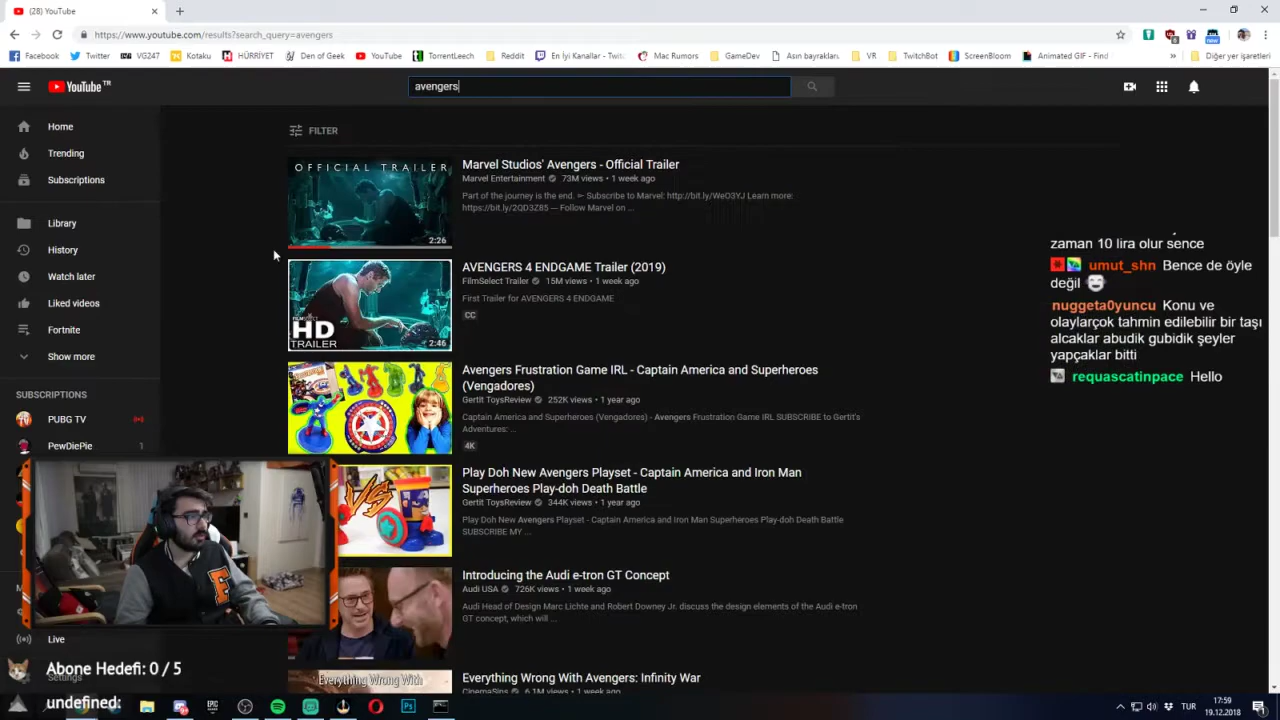 (28) YouTube
https://www.youtube.com/results?search_query=avengers
Facebook Twitter VG247 Kotaku HÜRRİYET Den of Geek YouTube TorrentLeech Reddit En İyi Kanallar - Twitc Mac Rumors GameDev Asın bayrakları VR TwitchBot ScreenBloom Animated GIF - Find » Diğer yer işaretleri
YouTube TR
avengers
FILTER
Home
Trending
Subscriptions
Library
History
Watch later
Liked videos
Fortnite
Show more
SUBSCRIPTIONS
PUBG TV
PewDiePie 1
Live
Settings
Abone Hedefi: 0 / 5
undefined:
OFFICIAL TRAILER
2:26
Marvel Studios' Avengers - Official Trailer
Marvel Entertainment 73M views • 1 week ago
Part of the journey is the end. ➳ Subscribe to Marvel: http://bit.ly/WeO3YJ Learn more:
https://bit.ly/2QD3Z85 — Follow Marvel on ...
HD
TRAILER
2:46
AVENGERS 4 ENDGAME Trailer (2019)
FilmSelect Trailer 15M views • 1 week ago
First Trailer for AVENGERS 4 ENDGAME
CC
Avengers Frustration Game IRL - Captain America and Superheroes
(Vengadores)
Gertit ToysReview 252K views • 1 year ago
Captain America and Superheroes (Vengadores) - Avengers Frustration Game IRL SUBSCRIBE to Gertit's
Adventures: ...
4K
VS
Play Doh New Avengers Playset - Captain America and Iron Man
Superheroes Play-doh Death Battle
Gertit ToysReview 344K views • 1 year ago
Play Doh New Avengers Playset - Captain America and Iron Man Superheroes Play-doh Death Battle
SUBSCRIBE MY ...
Introducing the Audi e-tron GT Concept
Audi USA 726K views • 1 week ago
Audi Head of Design Marc Lichte and Robert Downey Jr. discuss the design elements of the Audi e-tron
GT concept, which will ...
Everything Wrong With
Everything Wrong With Avengers: Infinity War
CinemaSins 6.1M views • 1 week ago
zaman 10 lira olur sence
umut_shn Bence de öyle
değil
nuggeta0yuncu Konu ve
olaylarçok tahmin edilebilir bir taşı
alcaklar abudik gubidik şeyler
yapçaklar bitti
requascatinpace Hello
F
EPIC
TUR
17:59
19.12.2018